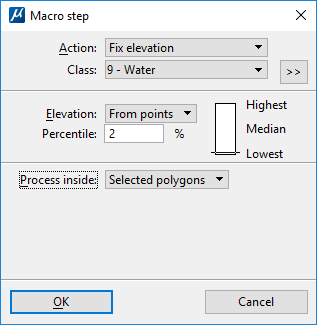 µ Macro step
Action: Fix elevation
Class: 9 - Water >>
Elevation: From points Highest
Percentile: 2 % Median
Lowest
Process inside: Selected polygons
OK Cancel